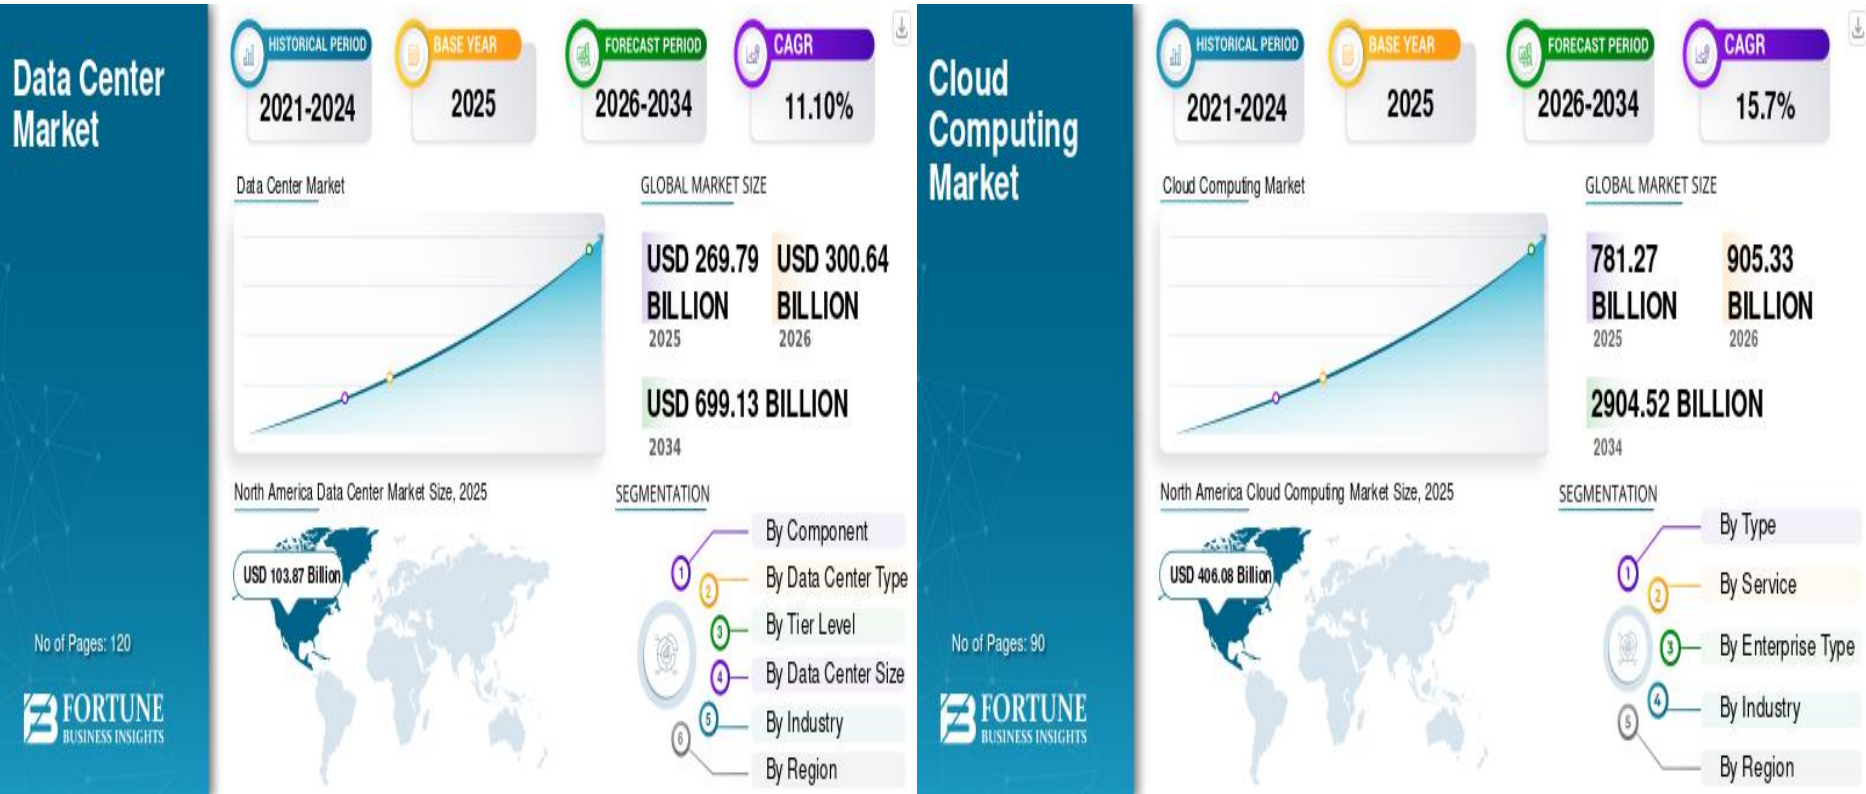 Data Center
Market
HISTORICAL PERIOD
2021-2024
BASE YEAR
2025
FORECAST PERIOD
2026-2034
CAGR
11.10%
Data Center Market
GLOBAL MARKET SIZE
USD 269.79
BILLION
2025
USD 300.64
BILLION
2026
USD 699.13 BILLION
2034
North America Data Center Market Size, 2025
USD 103.87 Billion
SEGMENTATION
1
By Component
2
By Data Center Type
3
By Tier Level
4
By Data Center Size
5
By Industry
6
By Region
No of Pages: 120
FORTUNE
BUSINESS INSIGHTS
Cloud
Computing
Market
HISTORICAL PERIOD
2021-2024
BASE YEAR
2025
FORECAST PERIOD
2026-2034
CAGR
15.7%
Cloud Computing Market
GLOBAL MARKET SIZE
781.27
BILLION
2025
905.33
BILLION
2026
2904.52 BILLION
2034
North America Cloud Computing Market Size, 2025
USD 406.08 Billion
SEGMENTATION
1
By Type
2
By Service
3
By Enterprise Type
4
By Industry
5
By Region
No of Pages: 90
FORTUNE
BUSINESS INSIGHTS